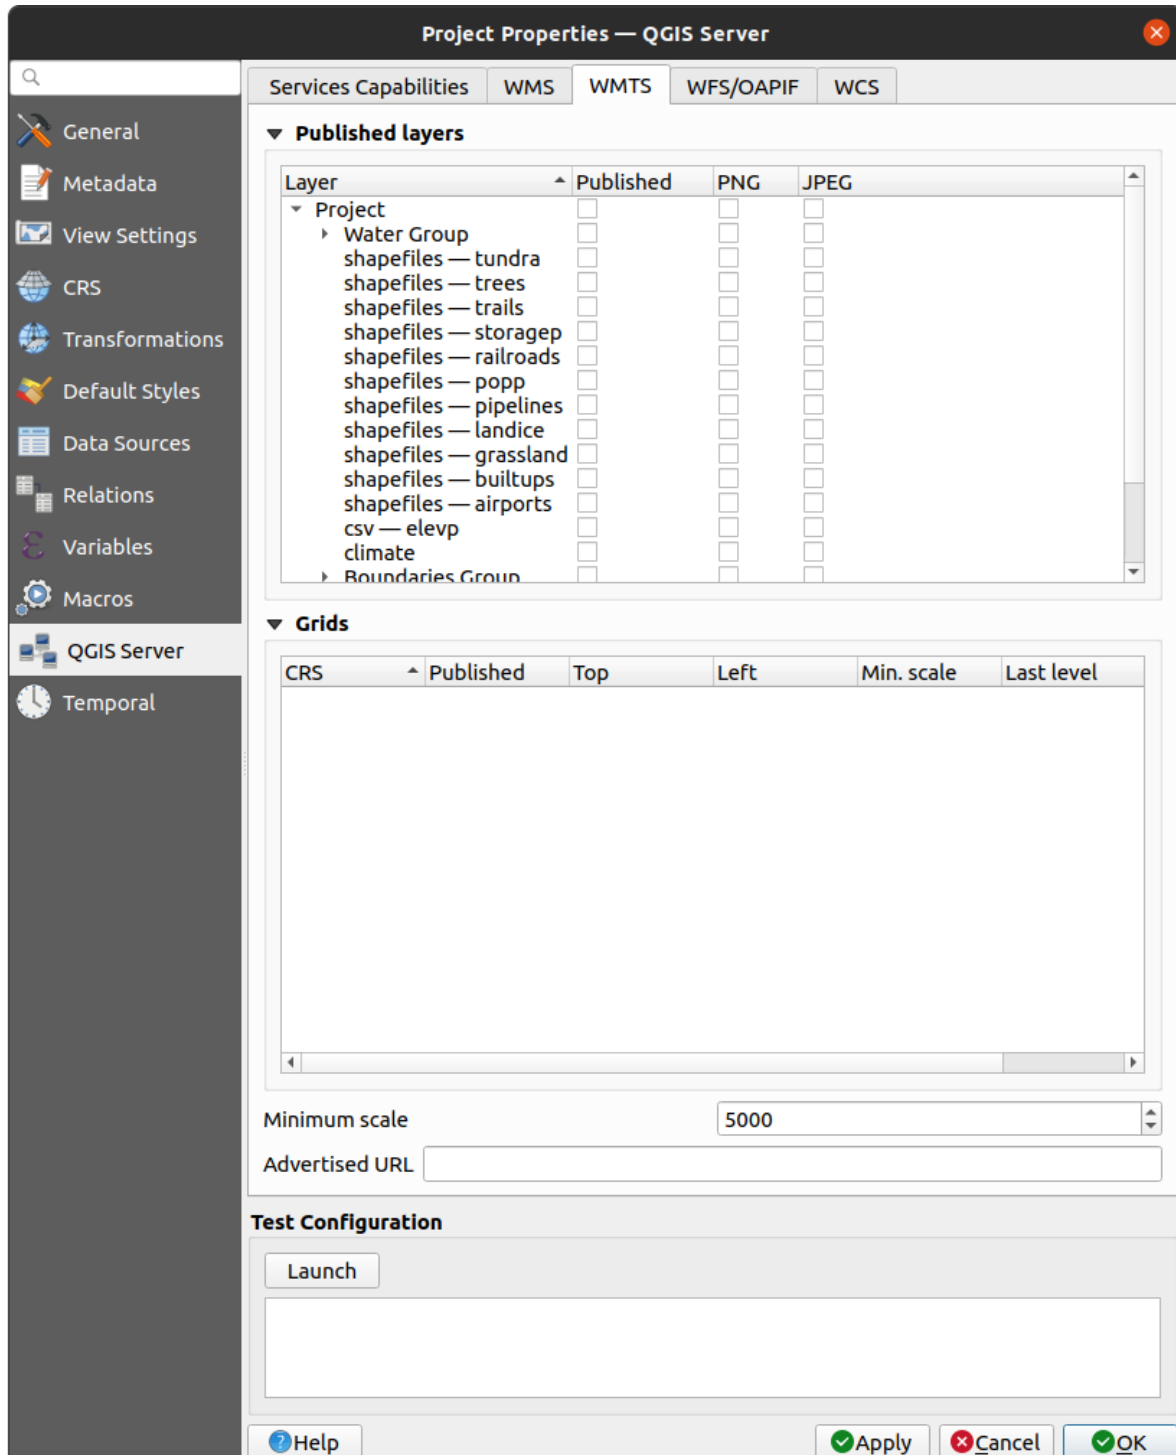 Project Properties — QGIS Server
General
Metadata
View Settings
CRS
Transformations
Default Styles
Data Sources
Relations
Variables
Macros
QGIS Server
Temporal
Services Capabilities WMS WMTS WFS/OAPIF WCS
Published layers
Layer Published PNG JPEG
Project
Water Group
shapefiles — tundra
shapefiles — trees
shapefiles — trails
shapefiles — storagep
shapefiles — railroads
shapefiles — popp
shapefiles — pipelines
shapefiles — landice
shapefiles — grassland
shapefiles — builtups
shapefiles — airports
csv — elevp
climate
Boundaries Group
Grids
CRS Published Top Left Min. scale Last level
Minimum scale 5000
Advertised URL
Test Configuration
Launch
Help Apply Cancel OK